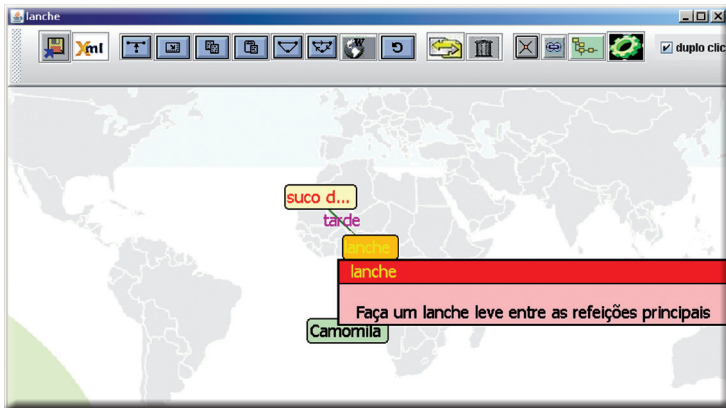 lanche
Xml
duplo clic
suco d...
tarde
lanche
lanche
Faça um lanche leve entre as refeições principais
Camomila